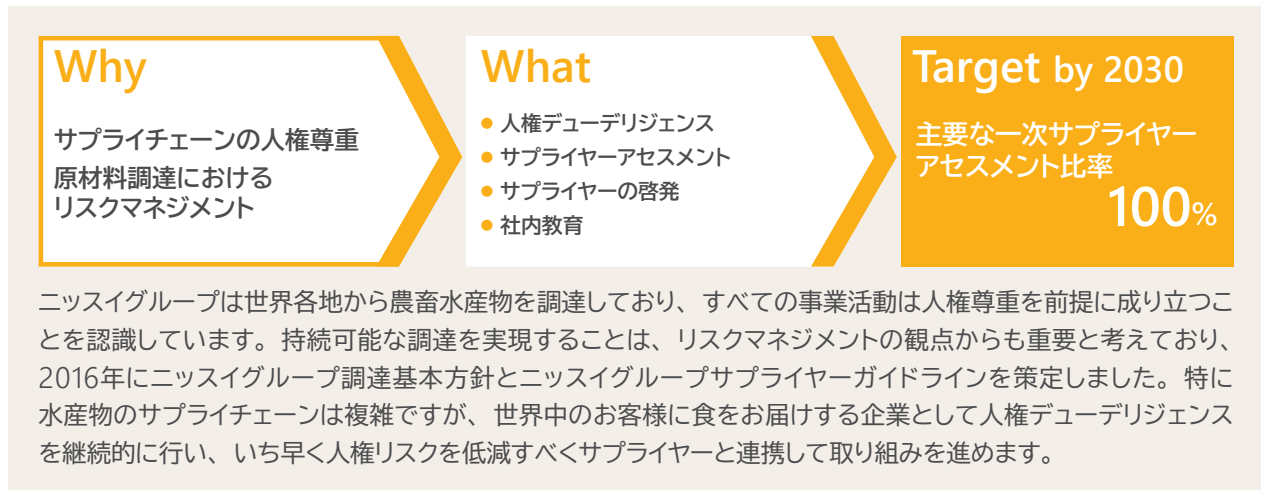 Why
サプライチェーンの人権尊重
原材料調達における
リスクマネジメント
What
● 人権デューデリジェンス
● サプライヤーアセスメント
● サプライヤーの啓発
● 社内教育
Target by 2030
主要な一次サプライヤー
アセスメント比率
100%
ニッスイグループは世界各地から農畜水産物を調達しており、すべての事業活動は人権尊重を前提に成り立つこ
とを認識しています。持続可能な調達を実現することは、リスクマネジメントの観点からも重要と考えており、
2016年にニッスイグループ調達基本方針とニッスイグループサプライヤーガイドラインを策定しました。特に
水産物のサプライチェーンは複雑ですが、世界中のお客様に食をお届けする企業として人権デューデリジェンス
を継続的に行い、いち早く人権リスクを低減すべくサプライヤーと連携して取り組みを進めます。